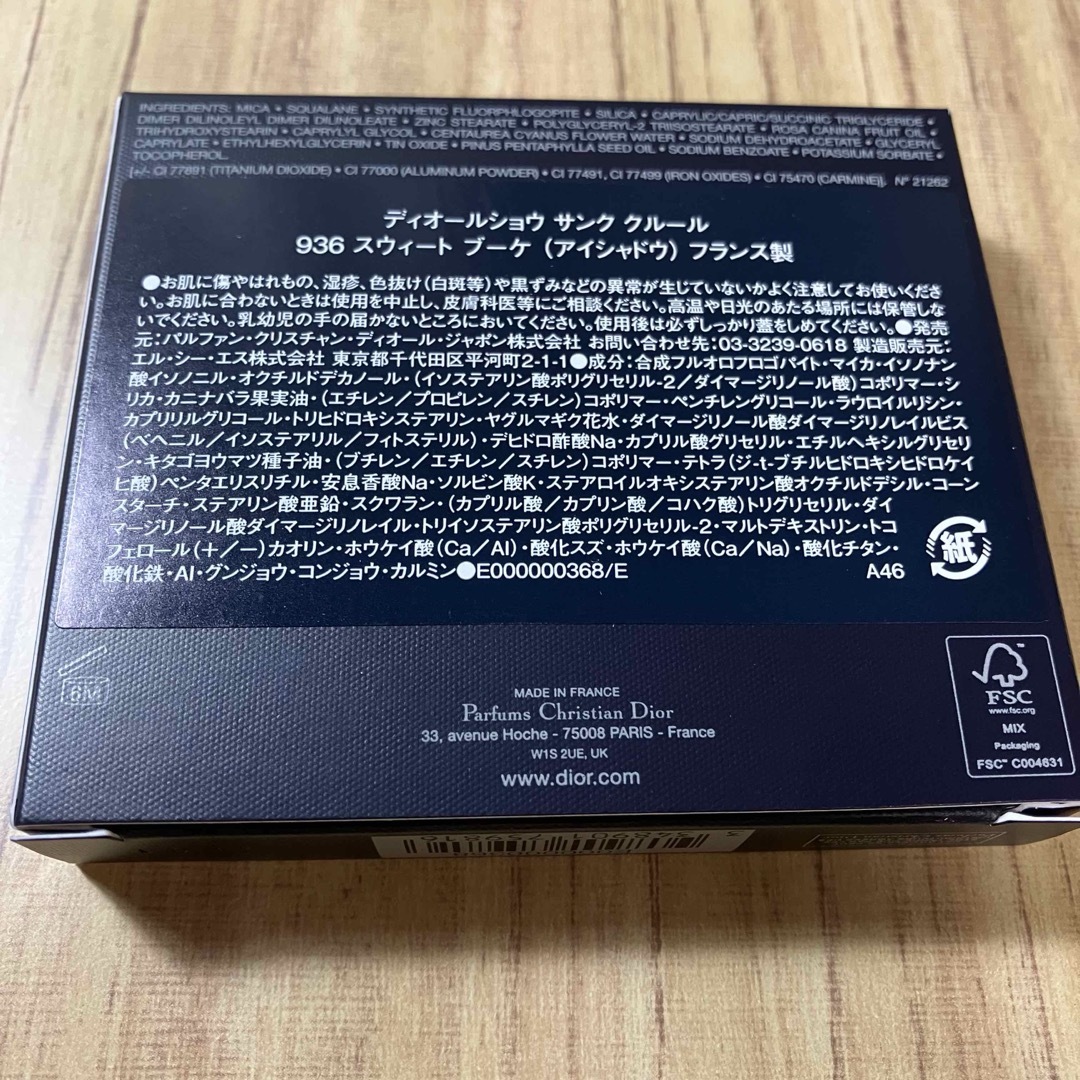 INGREDIENTS: MICA • SQUALANE • SYNTHETIC FLUORPHLOGOPITE • SILICA • CAPRYLIC/CAPRIC/SUCCINIC TRIGLYCERIDE •
DIMER DILINOLEYL DIMER DILINOLEATE • ZINC STEARATE • POLYGLYCERYL-2 TRIISOSTEARATE • ROSA CANINA FRUIT OIL •
TRIHYDROXYSTEARIN • CAPRYLYL GLYCOL • CENTAUREA CYANUS FLOWER WATER • SODIUM DEHYDROACETATE • GLYCERYL
CAPRYLATE • ETHYLHEXYLGLYCERIN • TIN OXIDE • PINUS PENTAPHYLLA SEED OIL • SODIUM BENZOATE • POTASSIUM SORBATE •
TOCOPHEROL.
[+/- CI 77891 (TITANIUM DIOXIDE) • CI 77000 (ALUMINUM POWDER) • CI 77491, CI 77499 (IRON OXIDES) • CI 75470 (CARMINE)]. N° 21262
ディオールショウ サンク クルール
936 スウィート ブーケ (アイシャドウ) フランス製
●お肌に傷やはれもの、湿疹、色抜け(白斑等)や黒ずみなどの異常が生じていないかよく注意してお使いくださ
い。お肌に合わないときは使用を中止し、皮膚科医等にご相談ください。高温や日光のあたる場所には保管しな
いでください。乳幼児の手の届かないところにおいてください。使用後は必ずしっかり蓋をしめてください。●発売
元:パルファン・クリスチャン・ディオール・ジャポン株式会社 お問い合わせ先:03-3239-0618 製造販売元:
エル・シー・エス株式会社 東京都千代田区平河町2-1-1●成分:合成フルオロフロゴパイト・マイカ・イソノナン
酸イソノニル・オクチルドデカノール・(イソステアリン酸ポリグリセリル-2/ダイマージリノール酸)コポリマー・シ
リカ・カニナバラ果実油・(エチレン/プロピレン/スチレン)コポリマー・ペンチレングリコール・ラウロイルリシン・
カプリリルグリコール・トリヒドロキシステアリン・ヤグルマギク花水・ダイマージリノール酸ダイマージリノレイルビス
(ベヘニル/イソステアリル/フィトステリル)・デヒドロ酢酸Na・カプリル酸グリセリル・エチルヘキシルグリセリ
ン・キタゴヨウマツ種子油・(ブチレン/エチレン/スチレン)コポリマー・テトラ(ジ-t-ブチルヒドロキシヒドロケイ
ヒ酸)ペンタエリスリチル・安息香酸Na・ソルビン酸K・ステアロイルオキシステアリン酸オクチルドデシル・コーン
スターチ・ステアリン酸亜鉛・スクワラン・(カプリル酸/カプリン酸/コハク酸)トリグリセリル・ダイ
マージリノール酸ダイマージリノレイル・トリイソステアリン酸ポリグリセリル-2・マルトデキストリン・トコ
フェロール(+/-)カオリン・ホウケイ酸(Ca/Al)・酸化スズ・ホウケイ酸(Ca/Na)・酸化チタン・
酸化鉄・Al・グンジョウ・コンジョウ・カルミン●E000000368/E A46
紙
6M
MADE IN FRANCE
Parfums Christian Dior
33, avenue Hoche - 75008 PARIS - France
W1S 2UE, UK
www.dior.com
FSC
www.fsc.org
MIX
Packaging
FSC™ C004631